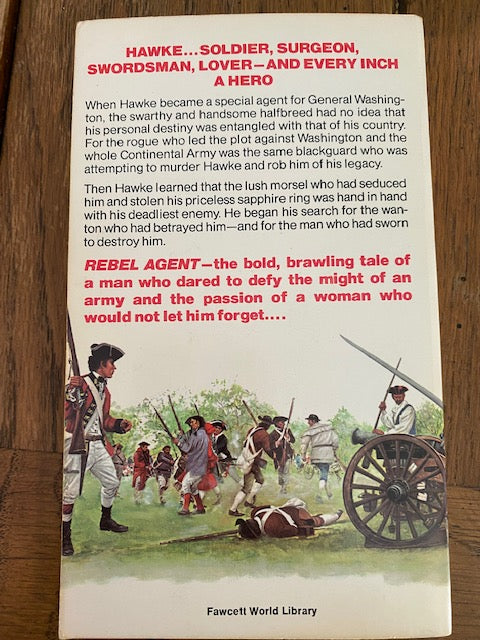 HAWKE...SOLDIER, SURGEON,
SWORDSMAN, LOVER—AND EVERY INCH
A HERO
When Hawke became a special agent for General Washing-
ton, the swarthy and handsome halfbreed had no idea that
his personal destiny was entangled with that of his country.
For the rogue who led the plot against Washington and the
whole Continental Army was the same blackguard who was
attempting to murder Hawke and rob him of his legacy.
Then Hawke learned that the lush morsel who had seduced
him and stolen his priceless sapphire ring was hand in hand
with his deadliest enemy. He began his search for the wan-
ton who had betrayed him—and for the man who had sworn
to destroy him.
REBEL AGENT—the bold, brawling tale of
a man who dared to defy the might of an
army and the passion of a woman who
would not let him forget....
Fawcett World Library